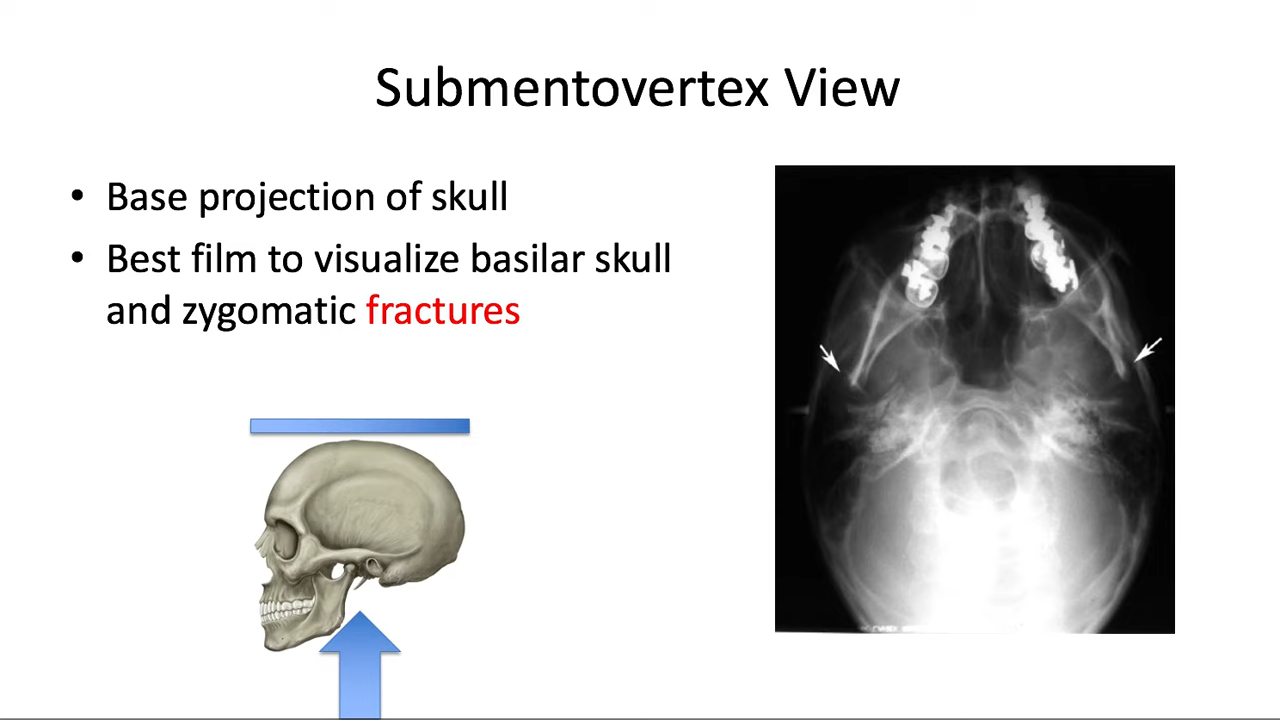 Submentovertex View
• Base projection of skull
• Best film to visualize basilar skull
and zygomatic fractures